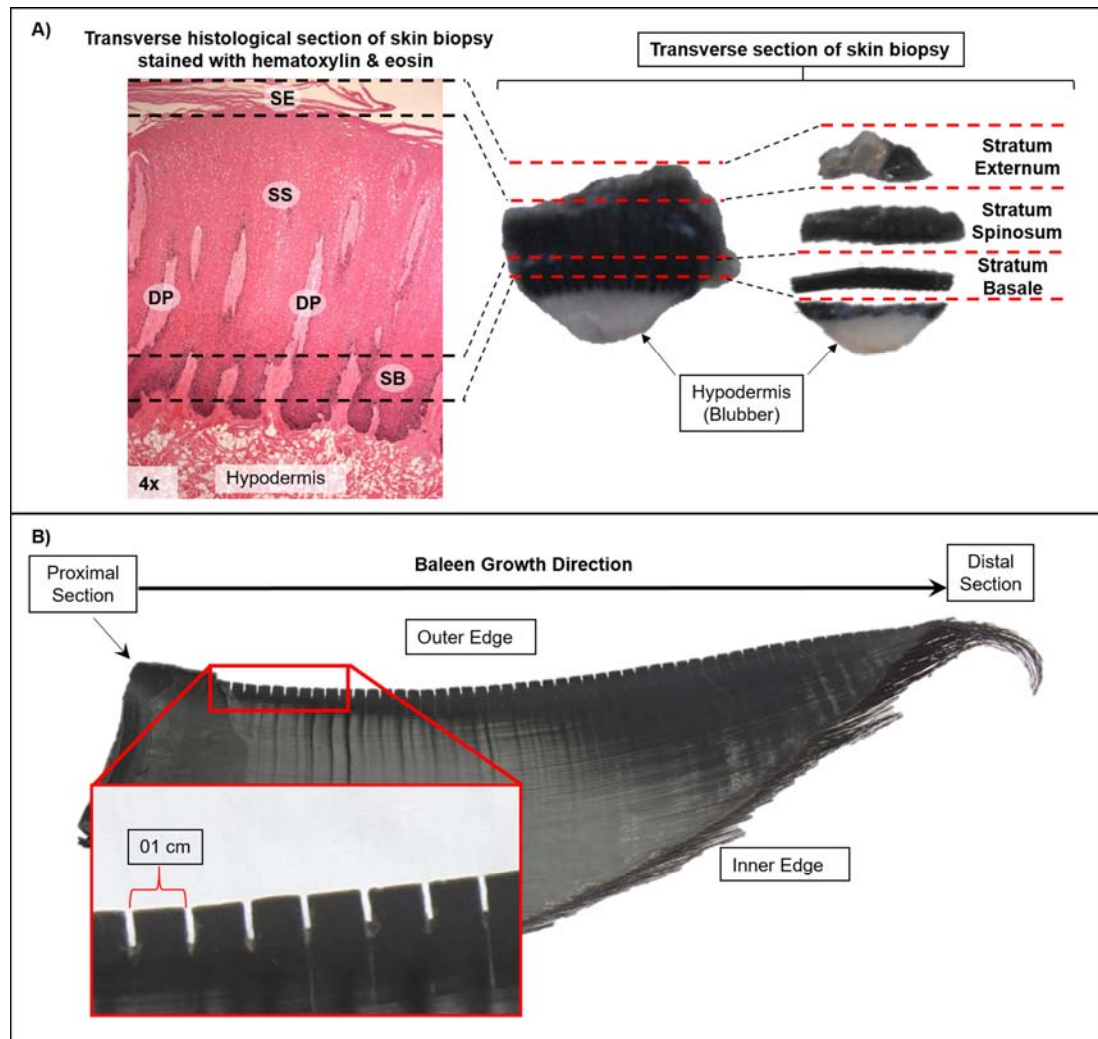 A)
Transverse histological section of skin biopsy
stained with hematoxylin & eosin
Transverse section of skin biopsy
SE
SS
DP
DP
SB
4x
Hypodermis
Stratum
Externum
Stratum
Spinosum
Stratum
Basale
Hypodermis
(Blubber)
B)
Proximal
Section
Baleen Growth Direction
Distal
Section
Outer Edge
01 cm
Inner Edge